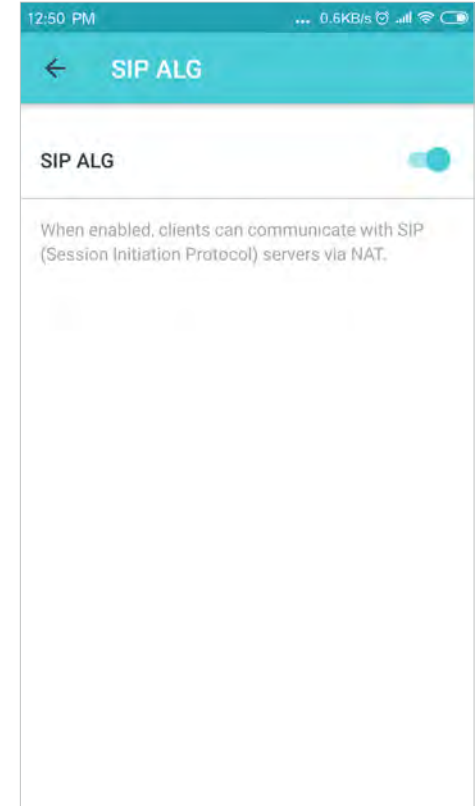 12:50 PM ... 0.6KB/s
SIP ALG
SIP ALG
When enabled, clients can communicate with SIP
(Session Initiation Protocol) servers via NAT.